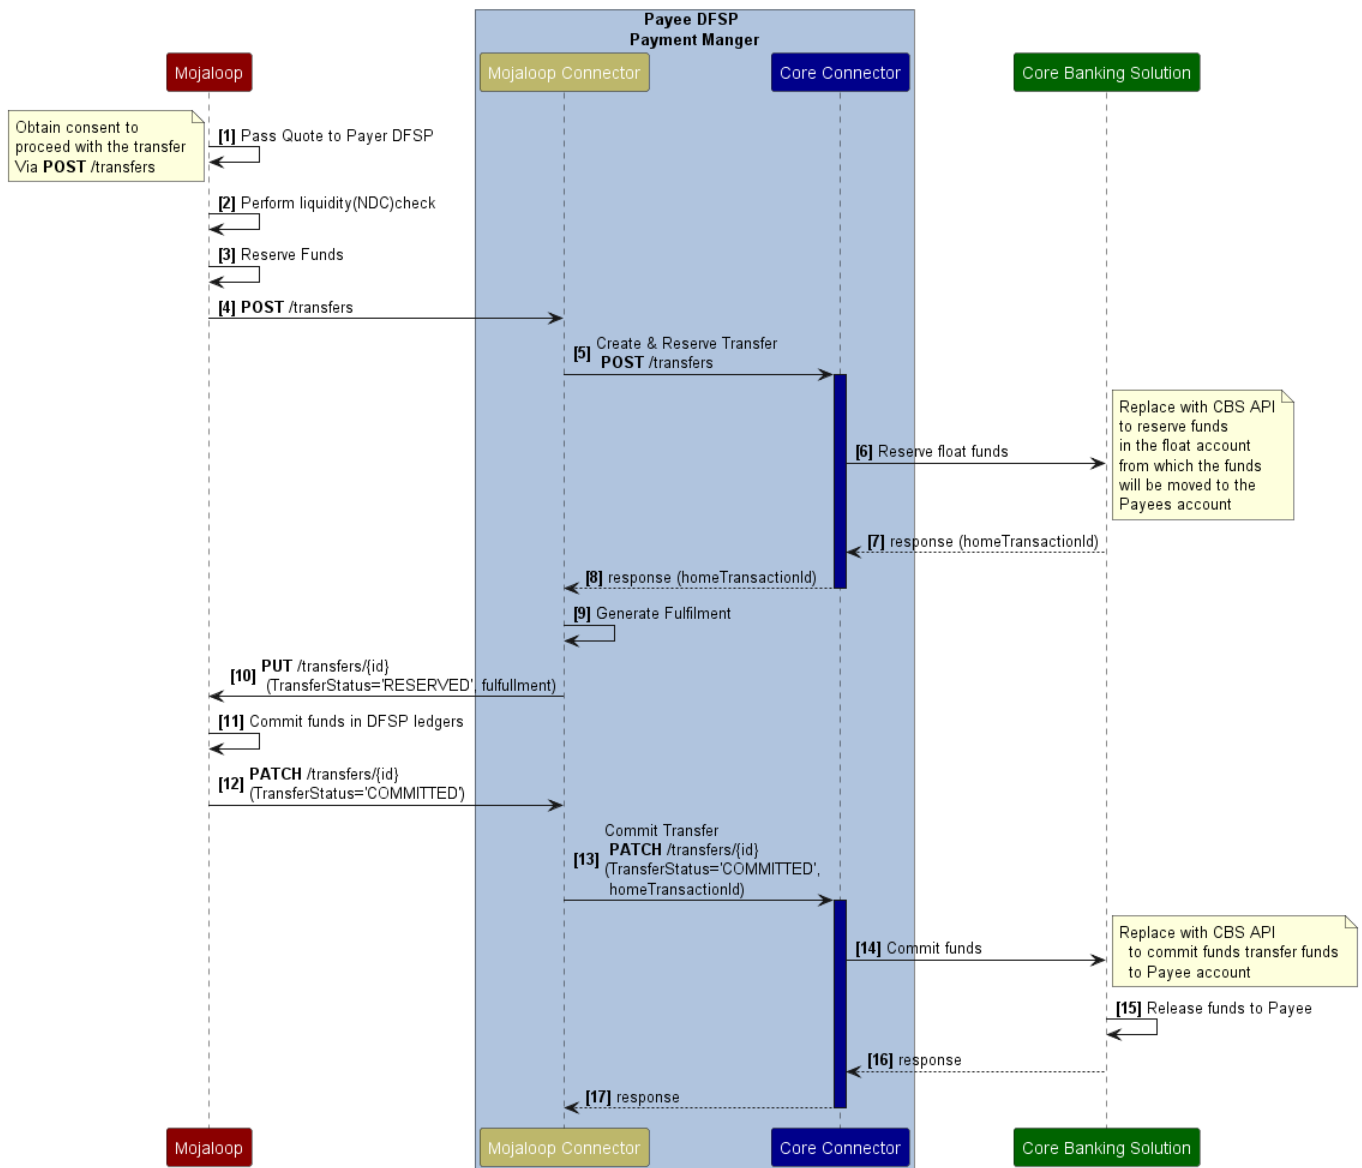 Payee DFSP
Payment Manger
Mojaloop
Mojaloop Connector
Core Connector
Core Banking Solution
Obtain consent to
proceed with the transfer
Via POST /transfers
[1] Pass Quote to Payer DFSP
[2] Perform liquidity(NDC)check
[3] Reserve Funds
[4] POST /transfers
[5] Create & Reserve Transfer
POST /transfers
Replace with CBS API
to reserve funds
in the float account
from which the funds
will be moved to the
Payees account
[6] Reserve float funds
[7] response (homeTransactionId)
[8] response (homeTransactionId)
[9] Generate Fulfilment
[10] PUT /transfers/{id}
(TransferStatus='RESERVED', fulfullment)
[11] Commit funds in DFSP ledgers
[12] PATCH /transfers/{id}
(TransferStatus='COMMITTED')
Commit Transfer
[13] PATCH /transfers/{id}
(TransferStatus='COMMITTED',
homeTransactionId)
Replace with CBS API
to commit funds transfer funds
to Payee account
[14] Commit funds
[15] Release funds to Payee
[16] response
[17] response
Mojaloop
Mojaloop Connector
Core Connector
Core Banking Solution